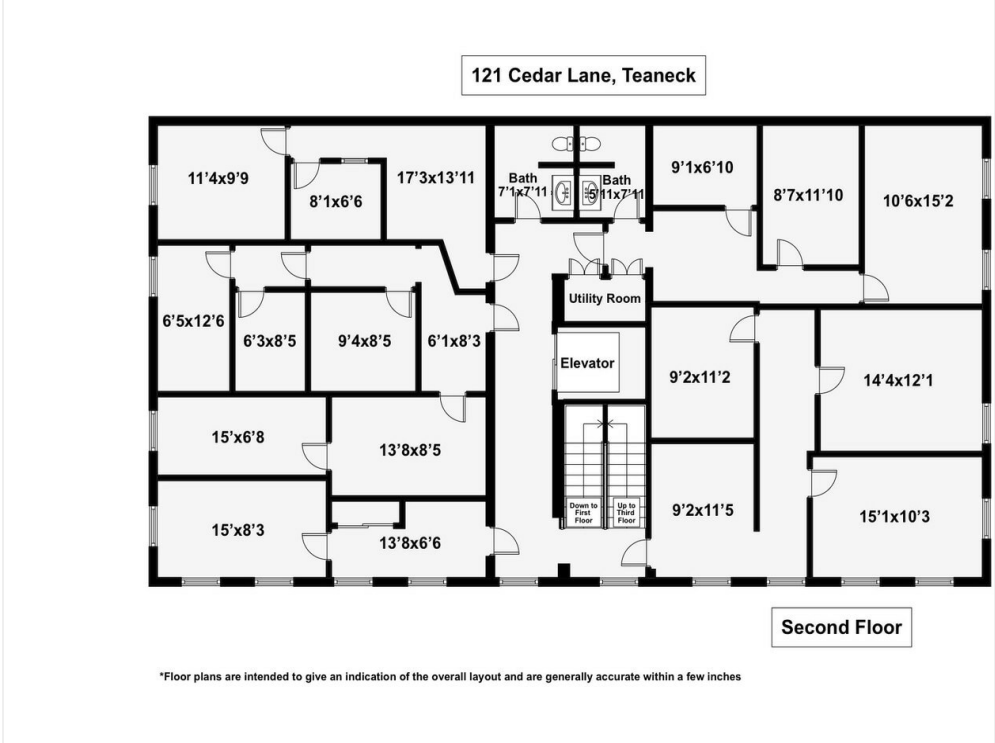 121 Cedar Lane, Teaneck
11’4x9’9
8’1x6’6
17’3x13’11
Bath
7’1x7’11
Bath
5’11x7’11
9’1x6’10
8’7x11’10
10’6x15’2
6’5x12’6
6’3x8’5
9’4x8’5
6’1x8’3
Utility Room
Elevator
9’2x11’2
14’4x12’1
15’x6’8
13’8x8’5
Down to
First
Floor
Up to
Third
Floor
9’2x11’5
15’1x10’3
15’x8’3
13’8x6’6
Second Floor
*Floor plans are intended to give an indication of the overall layout and are generally accurate within a few inches